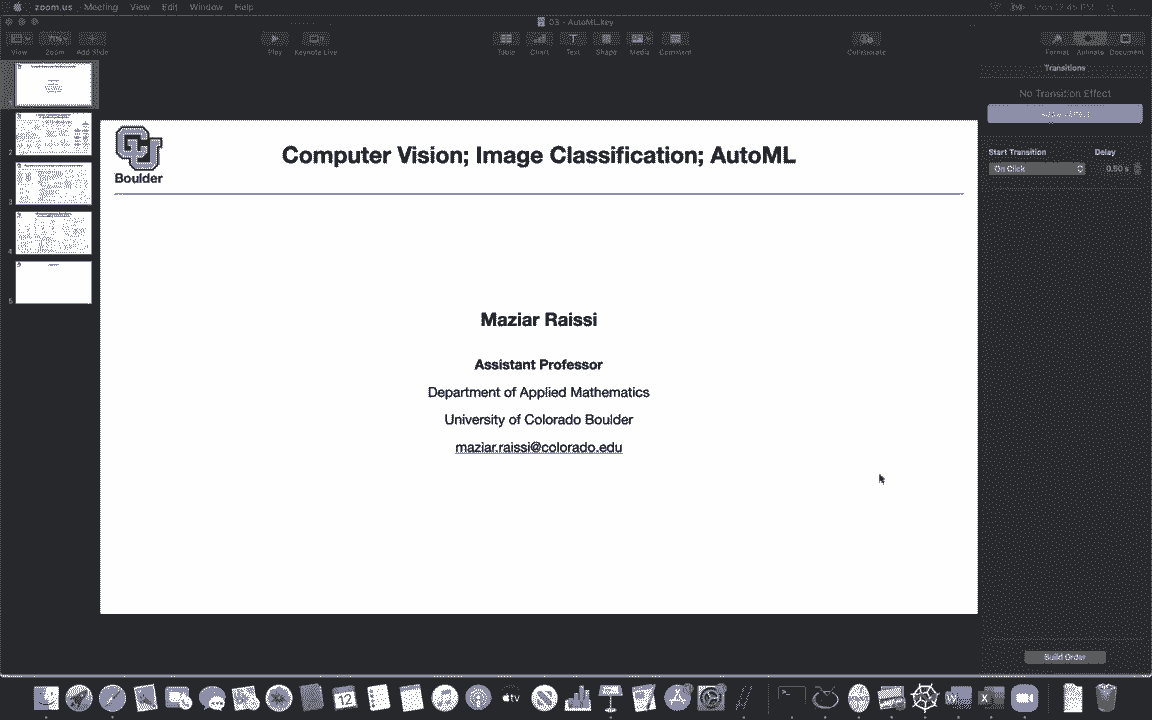 zoom.us Meeting View Edit Window Help
03 - AutoML.key
View Zoom Add Slide Play Keynote Live Table Chart Text Shape Media Comment Collaborate Format Animate Document
Transitions
No Transition Effect
Start Transition Delay
On Click 0.50 s
Build Order
1
2
3
4
5
CU
Boulder
Computer Vision; Image Classification; AutoML
Maziar Raissi
Assistant Professor
Department of Applied Mathematics
University of Colorado Boulder
maziar.raissi@colorado.edu
12
tv